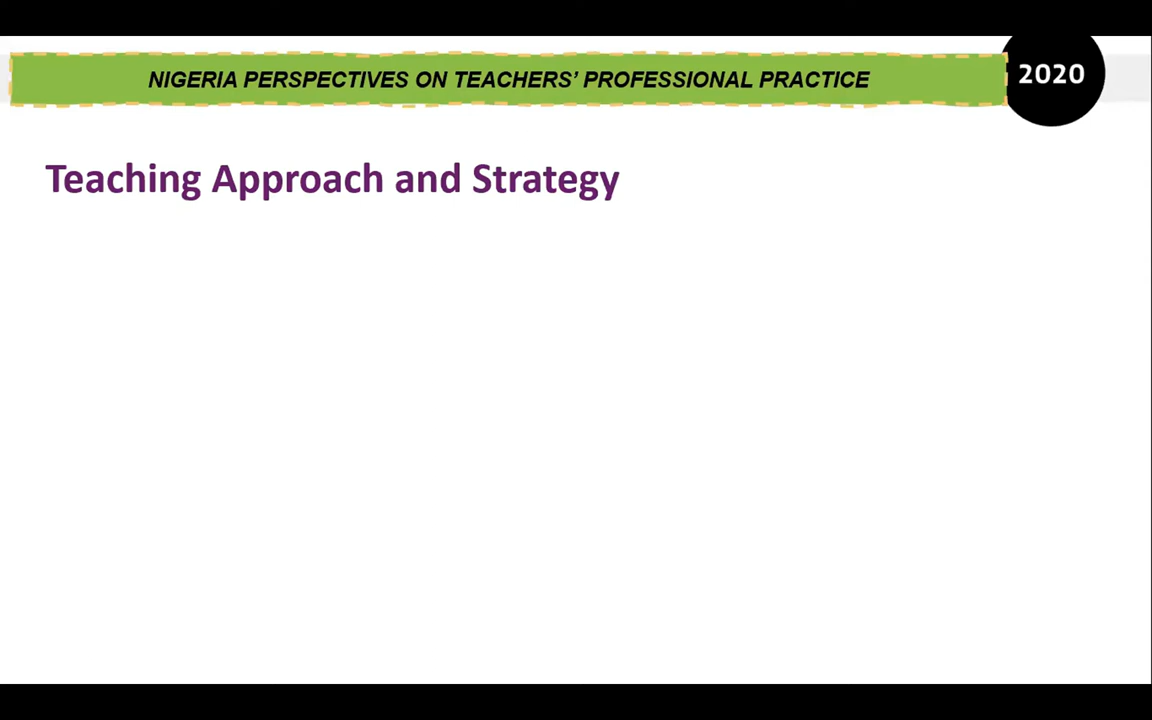 NIGERIA PERSPECTIVES ON TEACHERS’ PROFESSIONAL PRACTICE
2020
Teaching Approach and Strategy